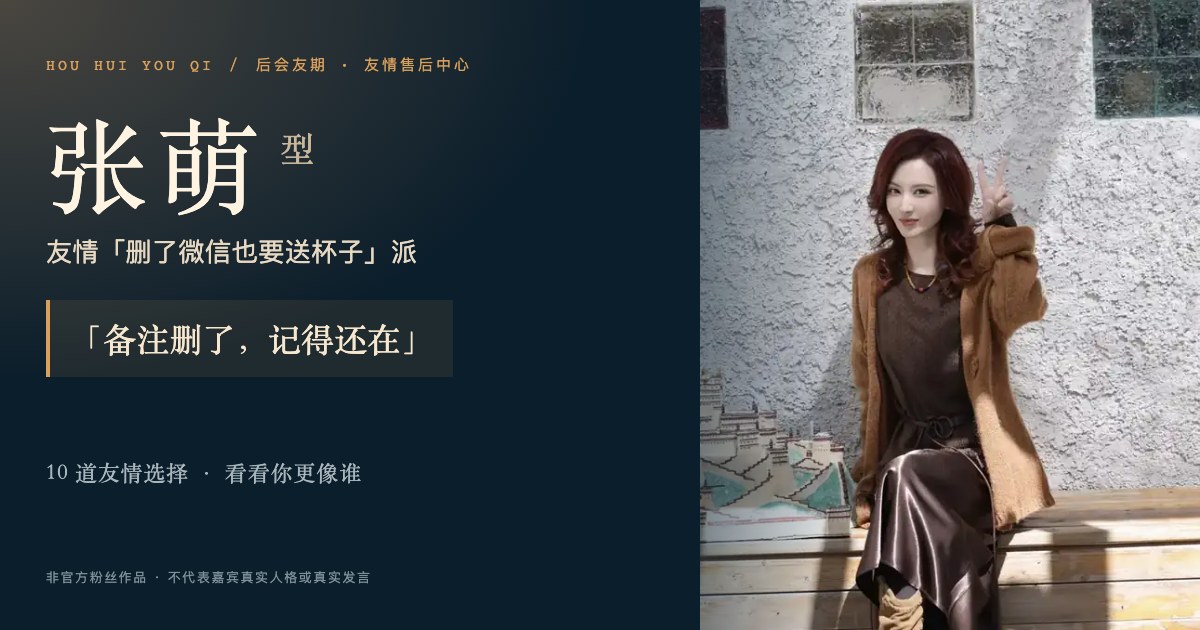 HOU HUI YOU QI / 后会友期 · 友情售后中心
张萌 型
友情「删了微信也要送杯子」派
「备注删了，记得还在」
10 道友情选择 · 看看你更像谁
非官方粉丝作品 · 不代表嘉宾真实人格或真实发言